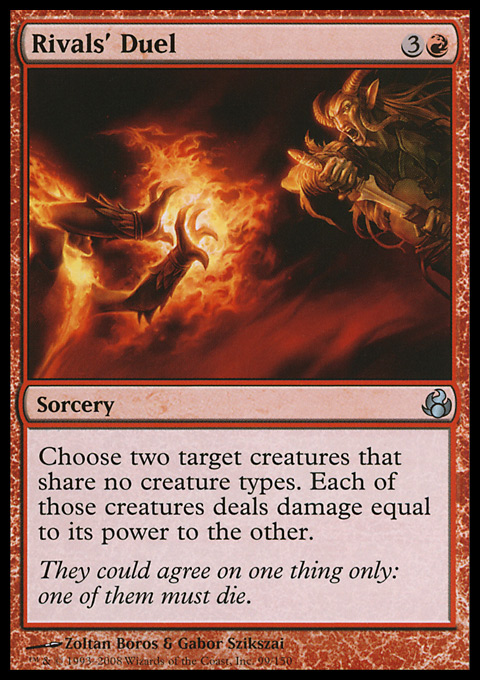 Rivals' Duel 3
Sorcery
Choose two target creatures that
share no creature types. Each of
those creatures deals damage equal
to its power to the other.
They could agree on one thing only:
one of them must die.
Zoltan Boros & Gabor Szikszai
™ & © 1993-2008 Wizards of the Coast, Inc. 99/150